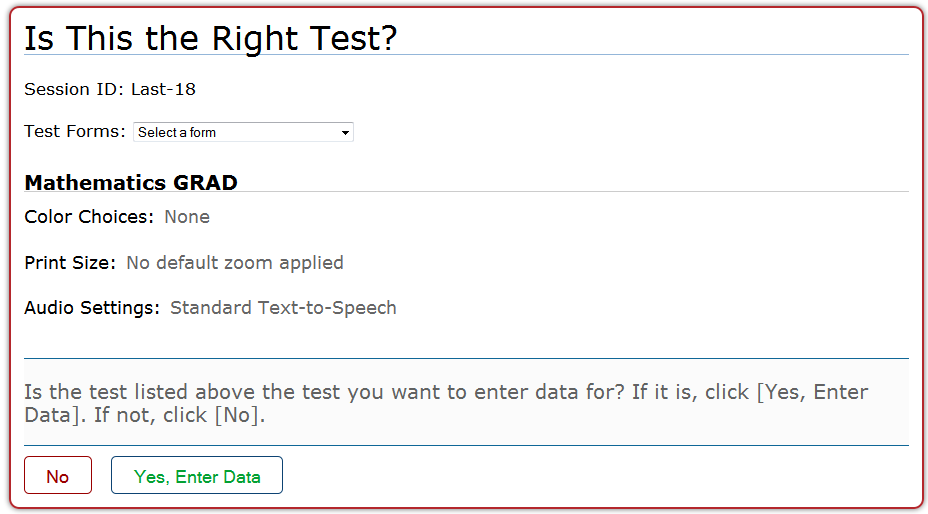 Is This the Right Test?
Session ID: Last-18
Test Forms: Select a form
Mathematics GRAD
Color Choices: None
Print Size: No default zoom applied
Audio Settings: Standard Text-to-Speech
Is the test listed above the test you want to enter data for? If it is, click [Yes, Enter
Data]. If not, click [No].
No Yes, Enter Data